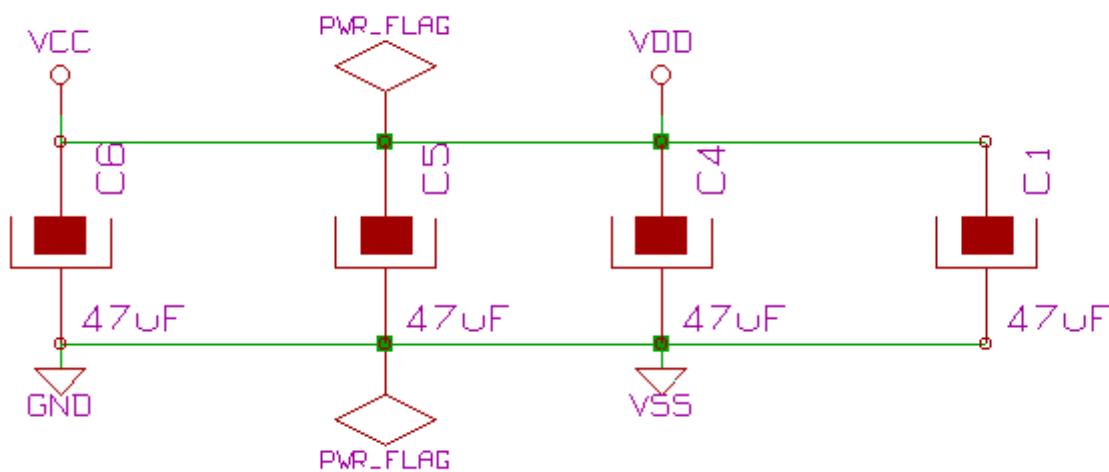 PWR_FLAG
VCC
VDD
C6
C5
C4
C1
47uF
47uF
47uF
47uF
GND
VSS
PWR_FLAG